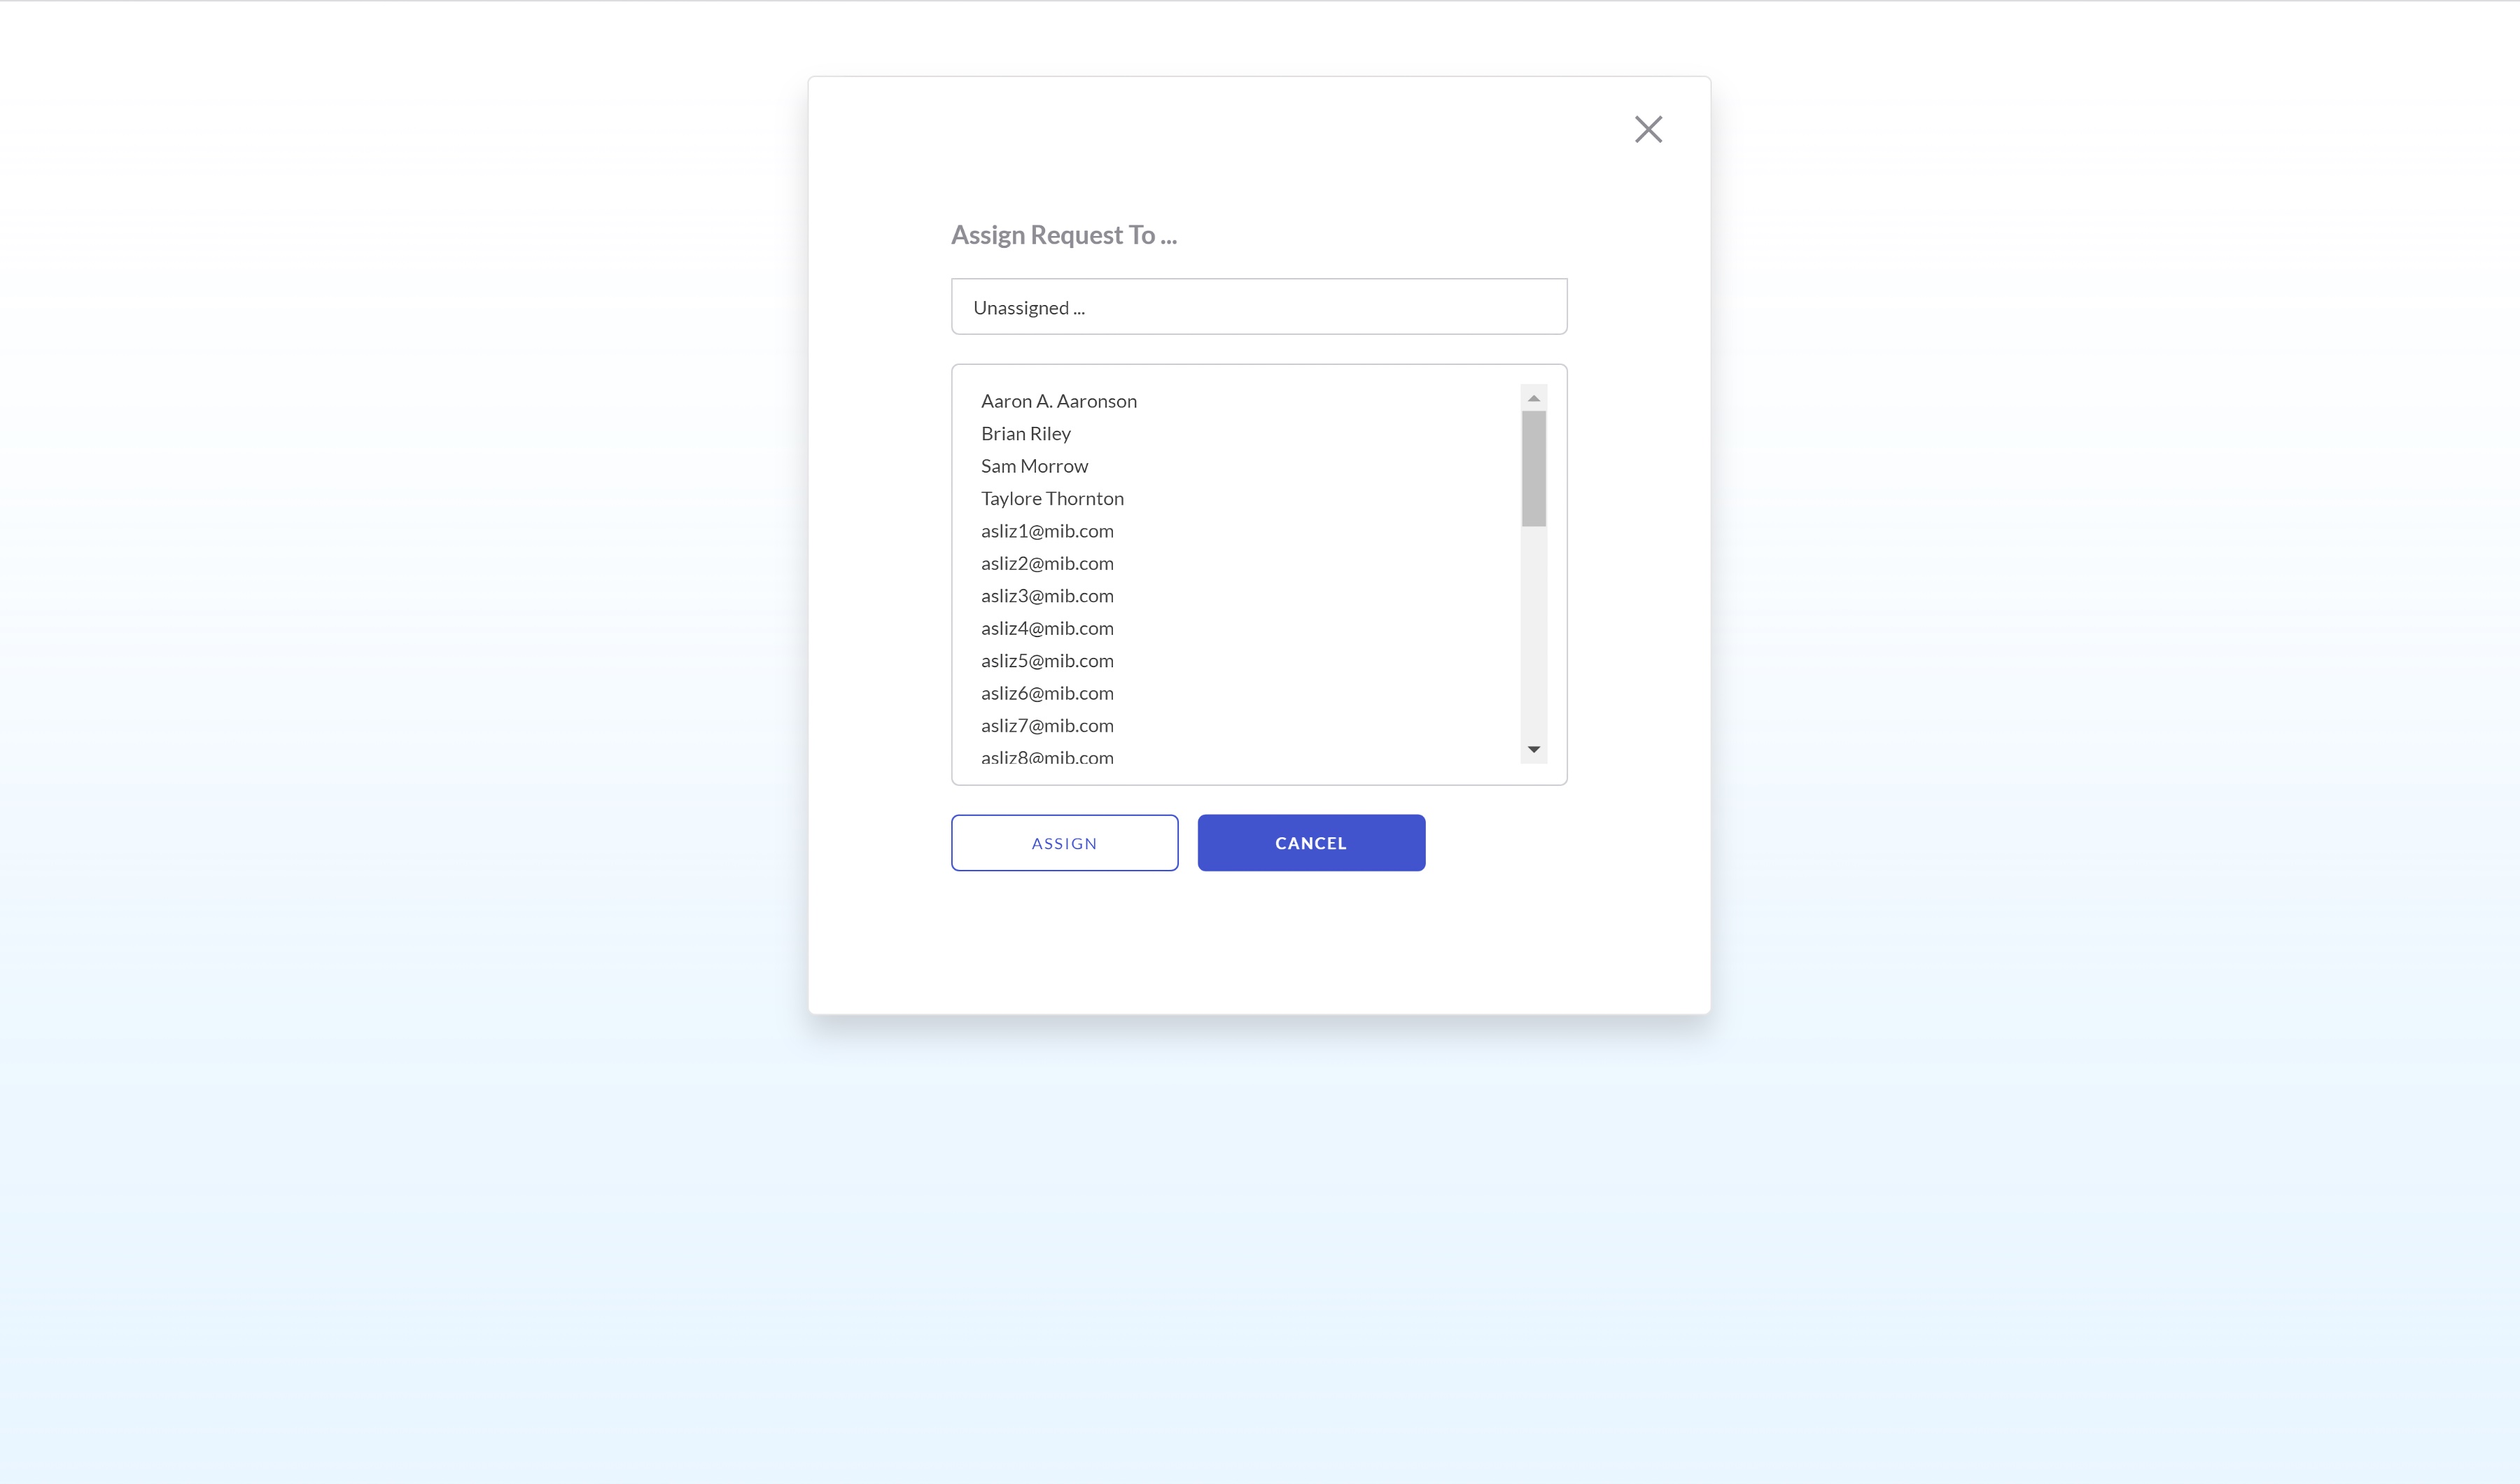 Assign Request To ...
Unassigned ...
Aaron A. Aaronson
Brian Riley
Sam Morrow
Taylore Thornton
asliz1@mib.com
asliz2@mib.com
asliz3@mib.com
asliz4@mib.com
asliz5@mib.com
asliz6@mib.com
asliz7@mib.com
asliz8@mib.com
ASSIGN
CANCEL